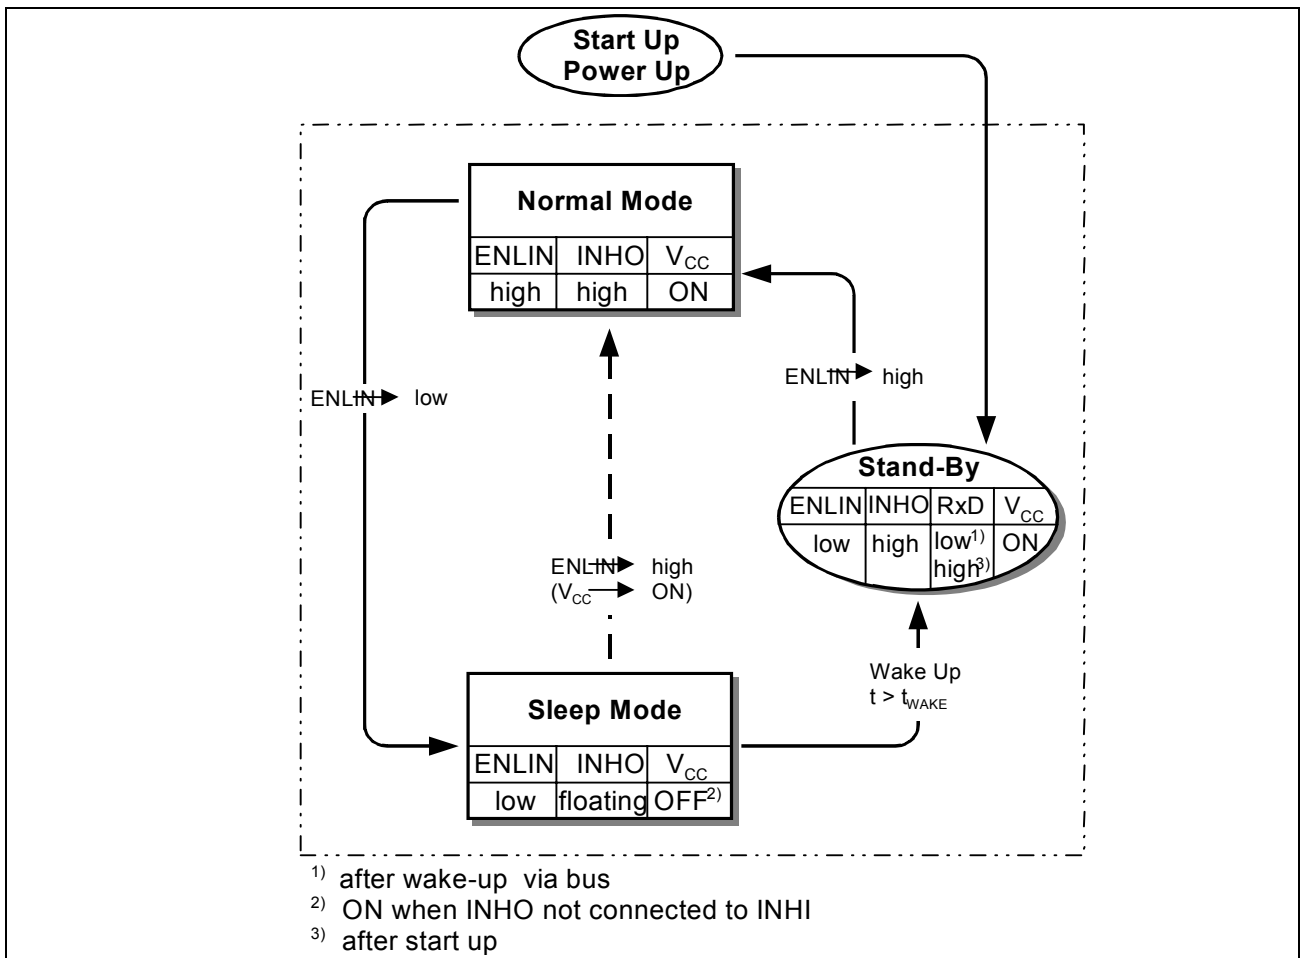 Start Up
Power Up
Normal Mode
ENLIN INHO VCC
high high ON
ENLIN low
ENLIN high
Stand-By
ENLIN INHO RxD VCC
low high low1) ON
high3)
ENLIN high
(VCC ON)
Wake Up
t > tWAKE
Sleep Mode
ENLIN INHO VCC
low floating OFF2)
1) after wake-up via bus
2) ON when INHO not connected to INHI
3) after start up